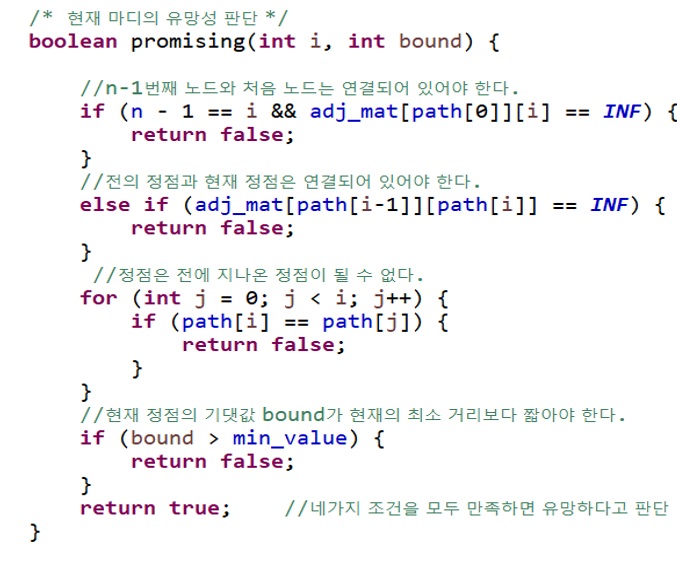 /* 현재 마디의 유망성 판단 */
boolean promising(int i, int bound) {
//n-1번째 노드와 처음 노드는 연결되어 있어야 한다.
if (n - 1 == i && adj_mat[path[0]][i] == INF) {
return false;
}
//전의 정점과 현재 정점은 연결되어 있어야 한다.
else if (adj_mat[path[i-1]][path[i]] == INF) {
return false;
}
//정점은 전에 지나온 정점이 될 수 없다.
for (int j = 0; j < i; j++) {
if (path[i] == path[j]) {
return false;
}
}
//현재 정점의 기댓값 bound가 현재의 최소 거리보다 짧아야 한다.
if (bound > min_value) {
return false;
}
return true; //네가지 조건을 모두 만족하면 유망하다고 판단
}